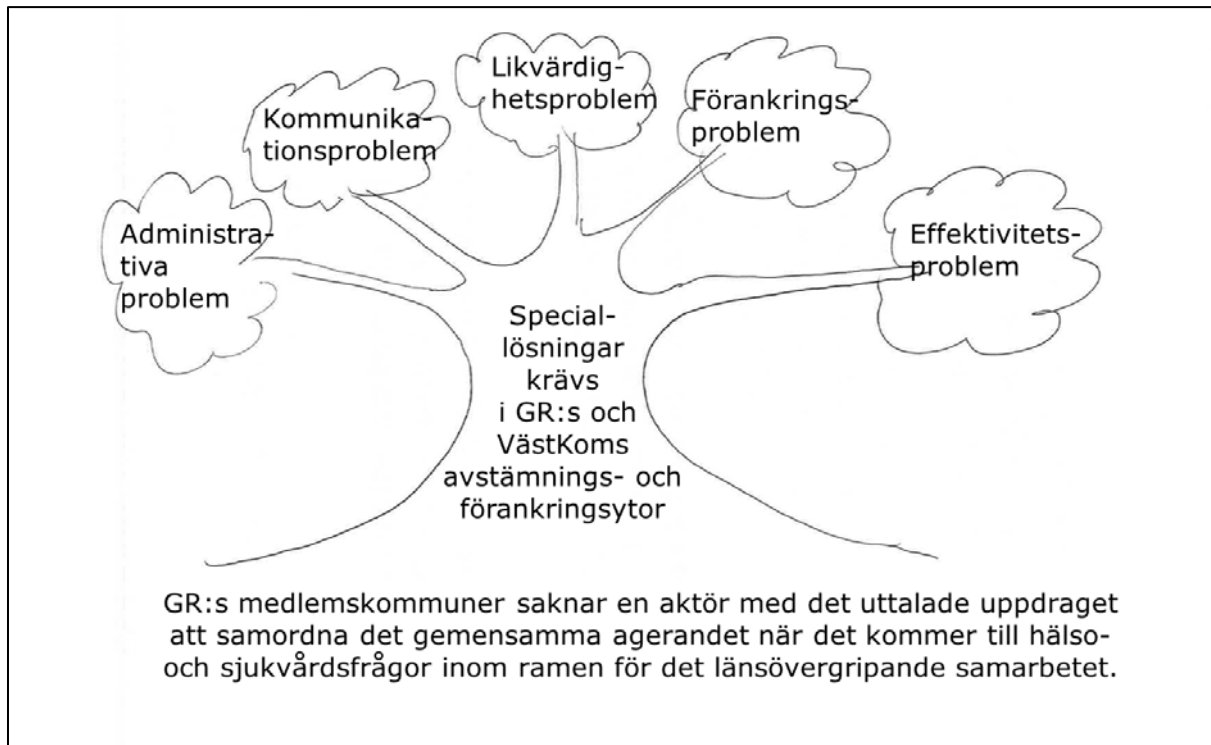 Likvärdig-
hetsproblem
Kommunika-
tionsproblem
Förankrings-
problem
Administra-
tiva
problem
Effektivitets-
problem
Special-
lösningar
krävs
i GR:s och
VästKoms
avstämnings- och
förankringsytor
GR:s medlemskommuner saknar en aktör med det uttalade uppdraget
att samordna det gemensamma agerandet när det kommer till hälso-
och sjukvårdsfrågor inom ramen för det länsövergripande samarbetet.